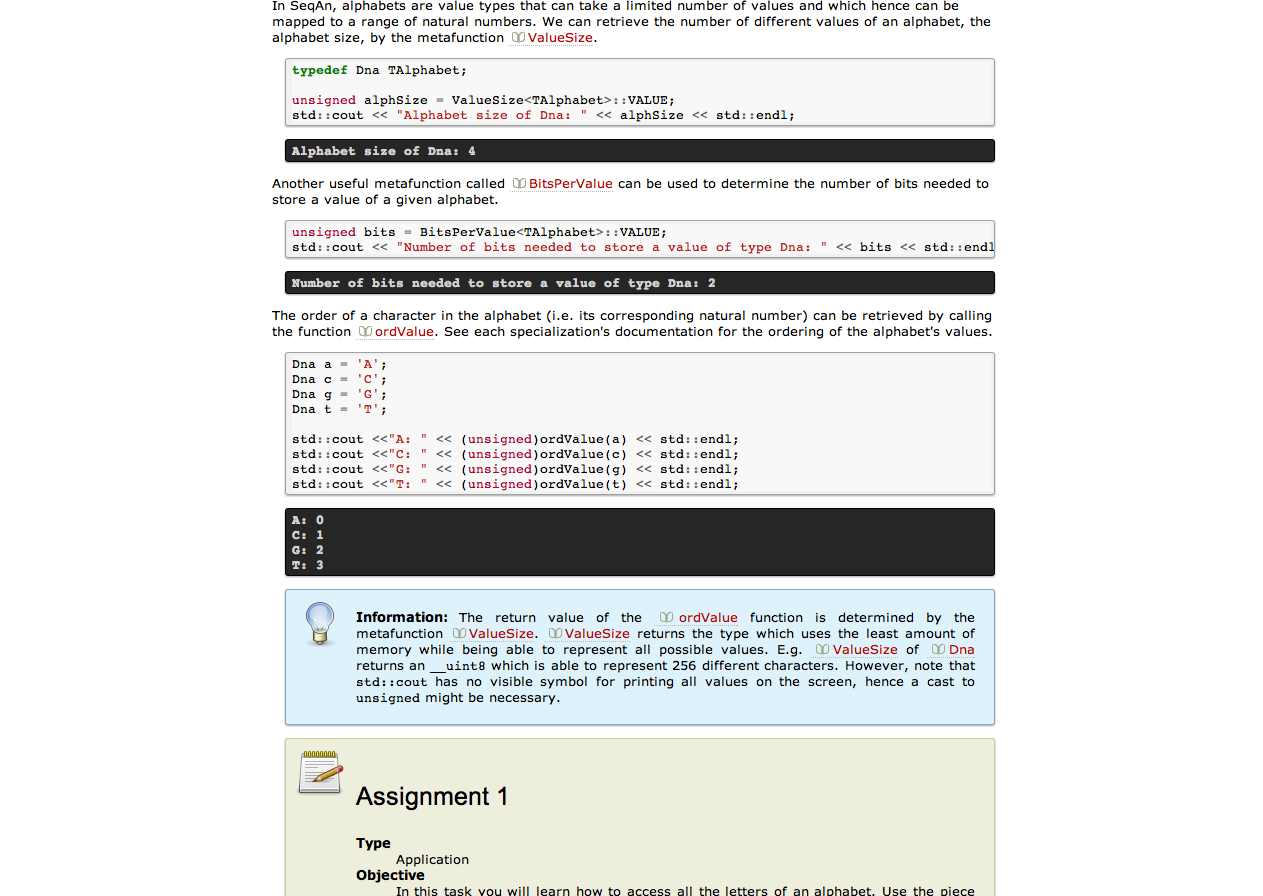 In SeqAn, alphabets are value types that can take a limited number of values and which hence can be
mapped to a range of natural numbers. We can retrieve the number of different values of an alphabet, the
alphabet size, by the metafunction ValueSize.
typedef Dna TAlphabet;
unsigned alphSize = ValueSize<TAlphabet>::VALUE;
std::cout << "Alphabet size of Dna: " << alphSize << std::endl;
Alphabet size of Dna: 4
Another useful metafunction called BitsPerValue can be used to determine the number of bits needed to
store a value of a given alphabet.
unsigned bits = BitsPerValue<TAlphabet>::VALUE;
std::cout << "Number of bits needed to store a value of type Dna: " << bits << std::endl
Number of bits needed to store a value of type Dna: 2
The order of a character in the alphabet (i.e. its corresponding natural number) can be retrieved by calling
the function ordValue. See each specialization's documentation for the ordering of the alphabet's values.
Dna a = 'A';
Dna c = 'C';
Dna g = 'G';
Dna t = 'T';
std::cout <<"A: " << (unsigned)ordValue(a) << std::endl;
std::cout <<"C: " << (unsigned)ordValue(c) << std::endl;
std::cout <<"G: " << (unsigned)ordValue(g) << std::endl;
std::cout <<"T: " << (unsigned)ordValue(t) << std::endl;
A: 0
C: 1
G: 2
T: 3
Information: The return value of the ordValue function is determined by the
metafunction ValueSize. ValueSize returns the type which uses the least amount of
memory while being able to represent all possible values. E.g. ValueSize of Dna
returns an __uint8 which is able to represent 256 different characters. However, note that
std::cout has no visible symbol for printing all values on the screen, hence a cast to
unsigned might be necessary.
Assignment 1
Type
Application
Objective
In this task you will learn how to access all the letters of an alphabet. Use the piece